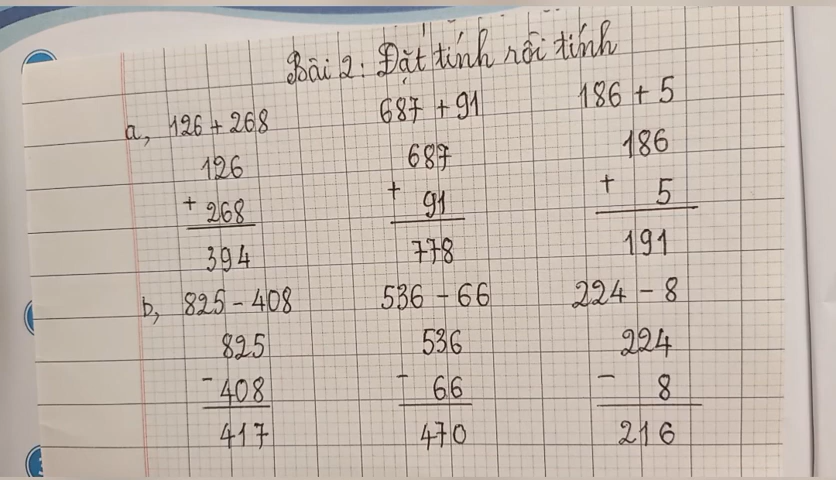 Bài 2: Đặt tính rồi tính
a, 126 + 268 687 + 91 186 + 5
126 687 186
+ 268 + 91 + 5
394 778 191
b, 825 - 408 536 - 66 224 - 8
825 536 224
- 408 - 66 - 8
417 470 216